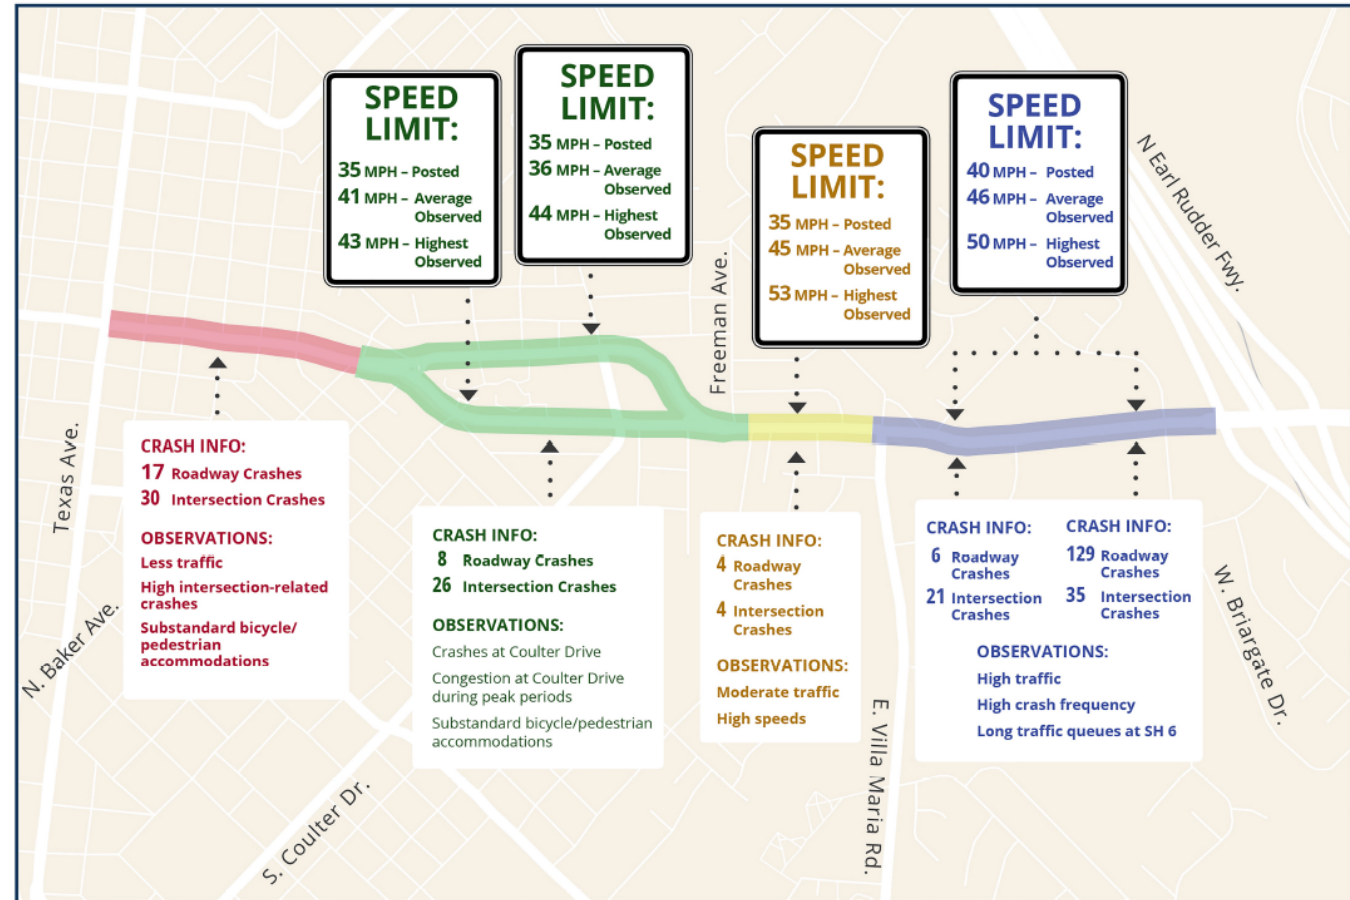 SPEED
LIMIT:
35 MPH – Posted
41 MPH – Average
Observed
43 MPH – Highest
Observed
SPEED
LIMIT:
35 MPH – Posted
36 MPH – Average
Observed
44 MPH – Highest
Observed
SPEED
LIMIT:
35 MPH – Posted
45 MPH – Average
Observed
53 MPH – Highest
Observed
SPEED
LIMIT:
40 MPH – Posted
46 MPH – Average
Observed
50 MPH – Highest
Observed
N Earl Rudder Fwy.
Freeman Ave.
Texas Ave.
N. Baker Ave.
S. Coulter Dr.
E. Villa Maria Rd.
W. Briargate Dr.
CRASH INFO:
17 Roadway Crashes
30 Intersection Crashes
OBSERVATIONS:
Less traffic
High intersection-related
crashes
Substandard bicycle/
pedestrian
accommodations
CRASH INFO:
8 Roadway Crashes
26 Intersection Crashes
OBSERVATIONS:
Crashes at Coulter Drive
Congestion at Coulter Drive
during peak periods
Substandard bicycle/pedestrian
accommodations
CRASH INFO:
4 Roadway
Crashes
4 Intersection
Crashes
OBSERVATIONS:
Moderate traffic
High speeds
CRASH INFO:
6 Roadway
Crashes
21 Intersection
Crashes
CRASH INFO:
129 Roadway
Crashes
35 Intersection
Crashes
OBSERVATIONS:
High traffic
High crash frequency
Long traffic queues at SH 6